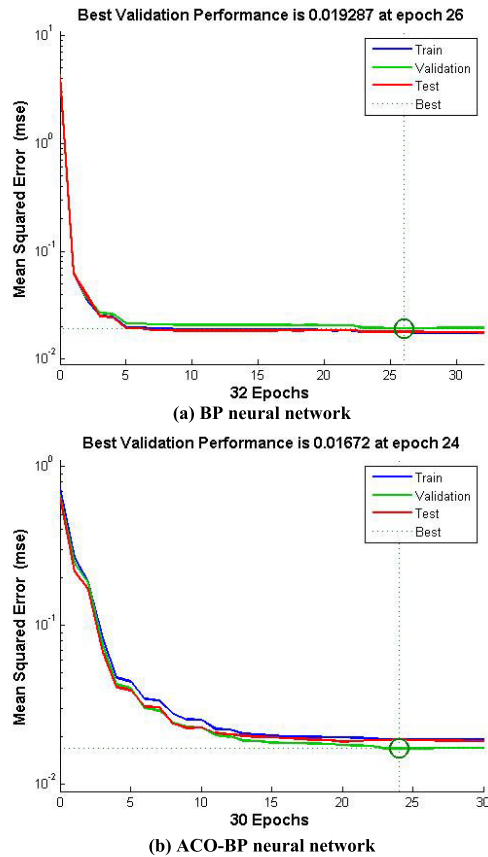 Best Validation Performance is 0.019287 at epoch 26
Mean Squared Error (mse)
10^1
10^0
10^-1
10^-2
Train
Validation
Test
Best
0 5 10 15 20 25 30
32 Epochs
(a) BP neural network
Best Validation Performance is 0.01672 at epoch 24
Mean Squared Error (mse)
10^0
10^-1
10^-2
Train
Validation
Test
Best
0 5 10 15 20 25 30
30 Epochs
(b) ACO-BP neural network